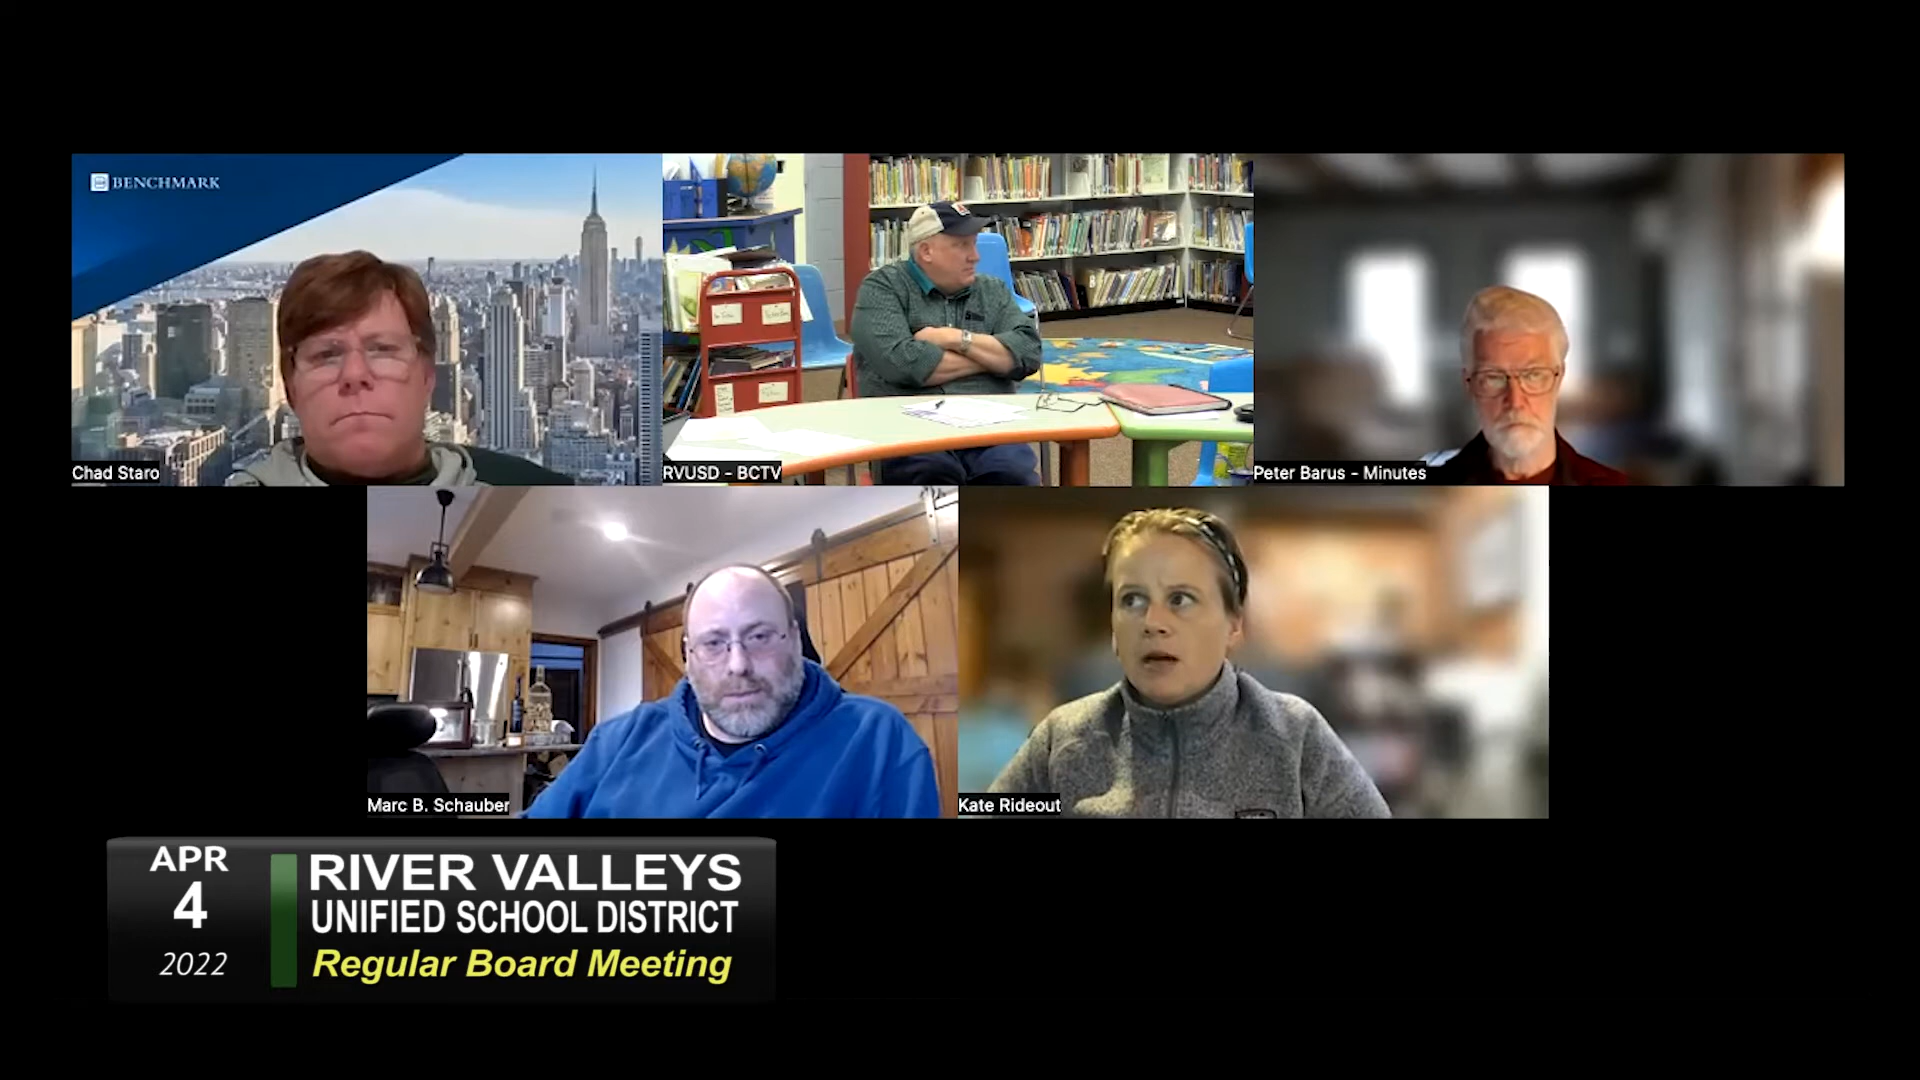 BENCHMARK
Chad Staro
RVUSD - BCTV
Peter Barus - Minutes
Marc B. Schauber
Kate Rideout
APR
4
2022
RIVER VALLEYS
UNIFIED SCHOOL DISTRICT
Regular Board Meeting